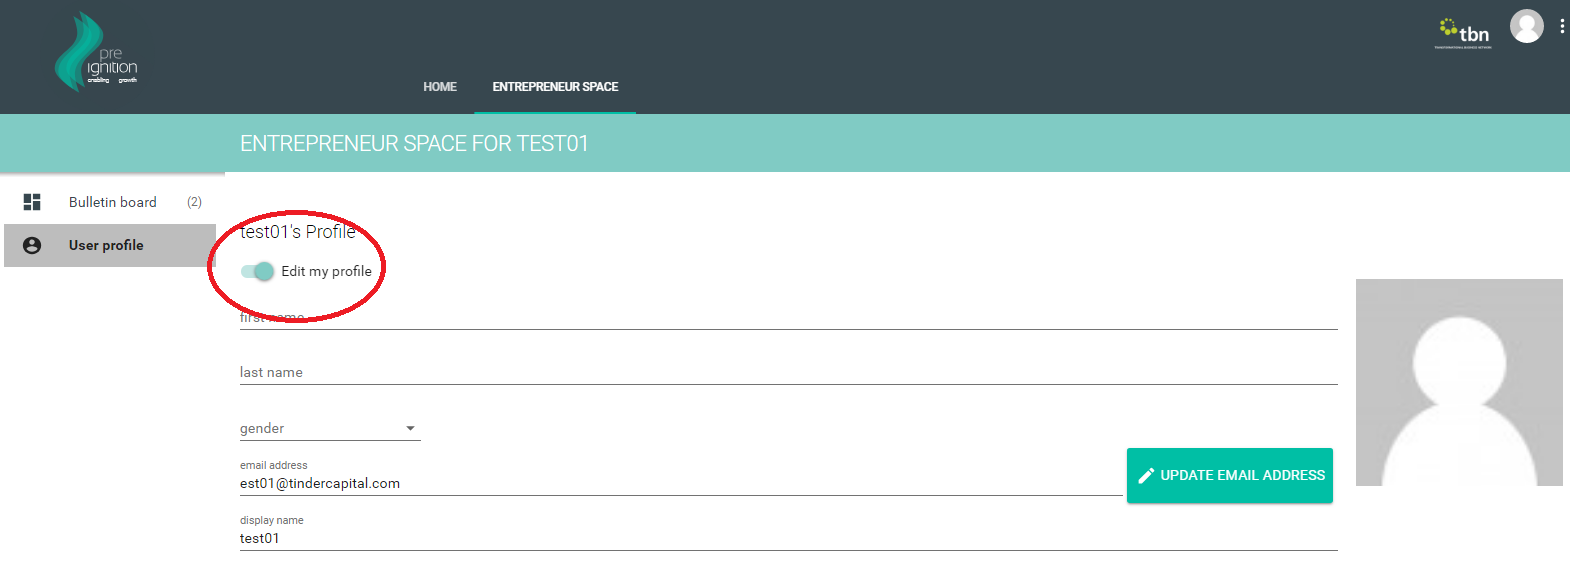 pre
ignition
enabling growth
tbn
TRANSFORMATIONAL BUSINESS NETWORK
HOME
ENTREPRENEUR SPACE
ENTREPRENEUR SPACE FOR TEST01
Bulletin board (2)
User profile
test01's Profile
Edit my profile
first name
last name
gender
email address
est01@tindercapital.com
UPDATE EMAIL ADDRESS
display name
test01